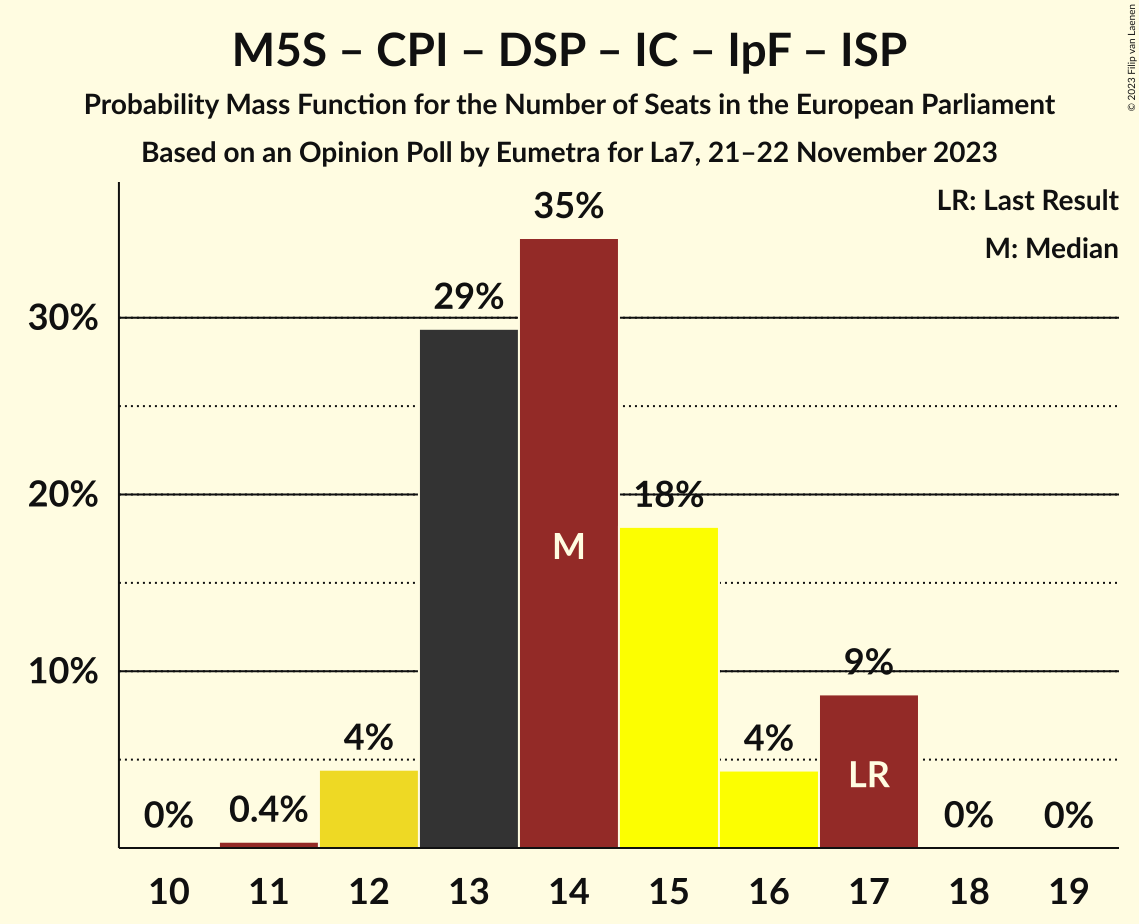 M5S – CPI – DSP – IC – IpF – ISP
Probability Mass Function for the Number of Seats in the European Parliament
Based on an Opinion Poll by Eumetra for La7, 21–22 November 2023
© 2023 Filip van Laenen
LR: Last Result
M: Median
30%
20%
10%
0%
0.4%
4%
29%
35%
18%
4%
9%
0%
0%
M
LR
10 11 12 13 14 15 16 17 18 19